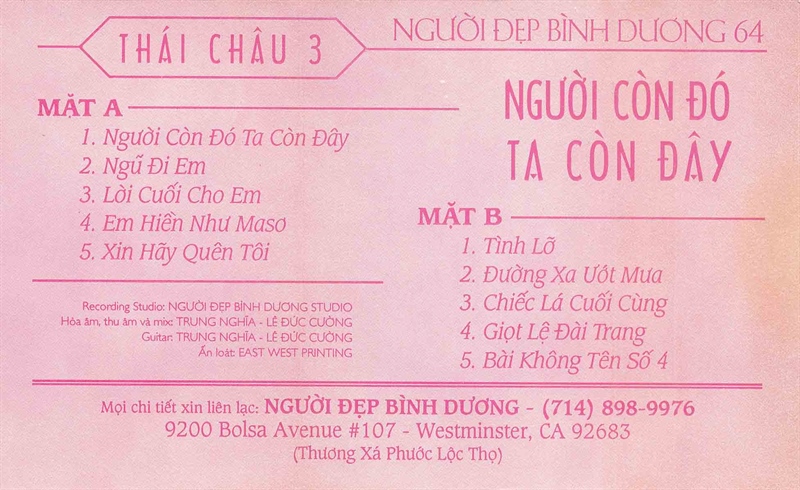 THÁI CHÂU 3
NGƯỜI ĐẸP BÌNH DƯƠNG 64
NGƯỜI CÒN ĐÓ
TA CÒN ĐÂY
MẶT A
1. Người Còn Đó Ta Còn Đây
2. Ngũ Đi Em
3. Lời Cuối Cho Em
4. Em Hiền Như Masơ
5. Xin Hãy Quên Tôi
Recording Studio: NGƯỜI ĐẸP BÌNH DƯƠNG STUDIO
Hòa âm, thu âm và mix: TRUNG NGHĨA - LÊ ĐỨC CƯỜNG
Guitar: TRUNG NGHĨA - LÊ ĐỨC CƯỜNG
Ấn loát: EAST WEST PRINTING
MẶT B
1. Tình Lỡ
2. Đường Xa Ướt Mưa
3. Chiếc Lá Cuối Cùng
4. Giọt Lệ Đài Trang
5. Bài Không Tên Số 4
Mọi chi tiết xin liên lạc: NGƯỜI ĐẸP BÌNH DƯƠNG - (714) 898-9976
9200 Bolsa Avenue #107 - Westminster, CA 92683
(Thương Xá Phước Lộc Thọ)